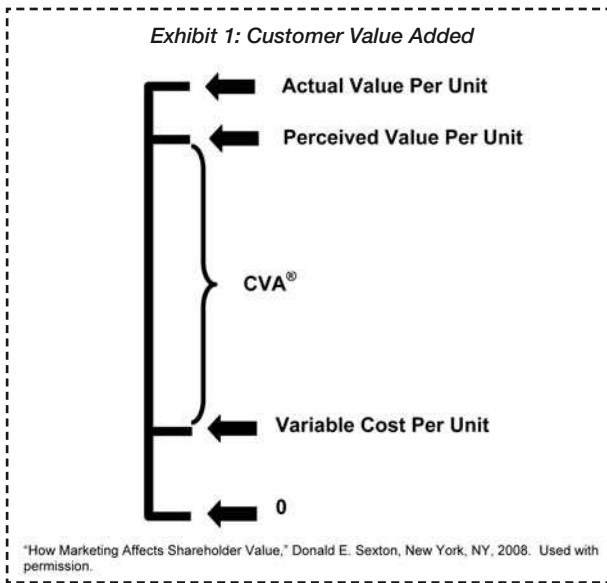 Exhibit 1: Customer Value Added
Actual Value Per Unit
Perceived Value Per Unit
CVA®
Variable Cost Per Unit
0
"How Marketing Affects Shareholder Value," Donald E. Sexton, New York, NY, 2008.  Used with
permission.